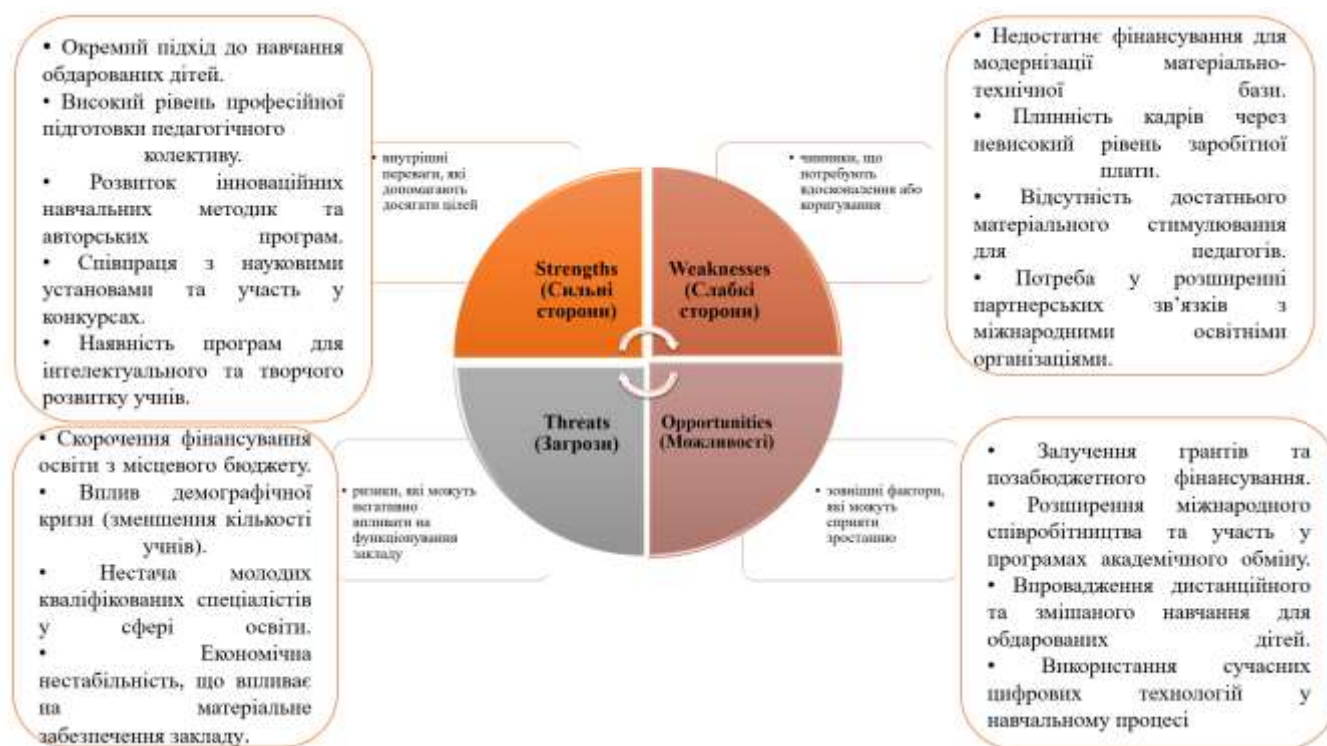 • Окремий підхід до навчання
обдарованих дітей.
• Високий рівень професійної
підготовки педагогічного
колективу.
• Розвиток інноваційних
навчальних методик та
авторських програм.
• Співпраця з науковими
установами та участь у
конкурсах.
• Наявність програм для
інтелектуального та творчого
розвитку учнів.
• внутрішні
переваги, які
допомагають
досягати цілей
Strengths
(Сильні
сторони)
Weaknesses
(Слабкі
сторони)
• чинники, що
потребують
вдосконалення або
коригування
• Недостатнє фінансування для
модернізації матеріально-
технічної бази.
• Плинність кадрів через
невисокий рівень заробітної
плати.
• Відсутність достатнього
матеріального стимулювання
для педагогів.
• Потреба у розширенні
партнерських зв’язків з
міжнародними освітніми
організаціями.
• Скорочення фінансування
освіти з місцевого бюджету.
• Вплив демографічної
кризи (зменшення кількості
учнів).
• Нестача молодих
кваліфікованих спеціалістів
у сфері освіти.
• Економічна
нестабільність, що впливає
на матеріальне
забезпечення закладу.
• ризики, які можуть
негативно
впливати на
функціонування
закладу
Threats
(Загрози)
Opportunities
(Можливості)
• зовнішні фактори,
які можуть
сприяти
зростанню
• Залучення грантів та
позабюджетного фінансування.
• Розширення міжнародного
співробітництва та участь у
програмах академічного обміну.
• Впровадження дистанційного
та змішаного навчання для
обдарованих дітей.
• Використання сучасних
цифрових технологій у
навчальному процесі